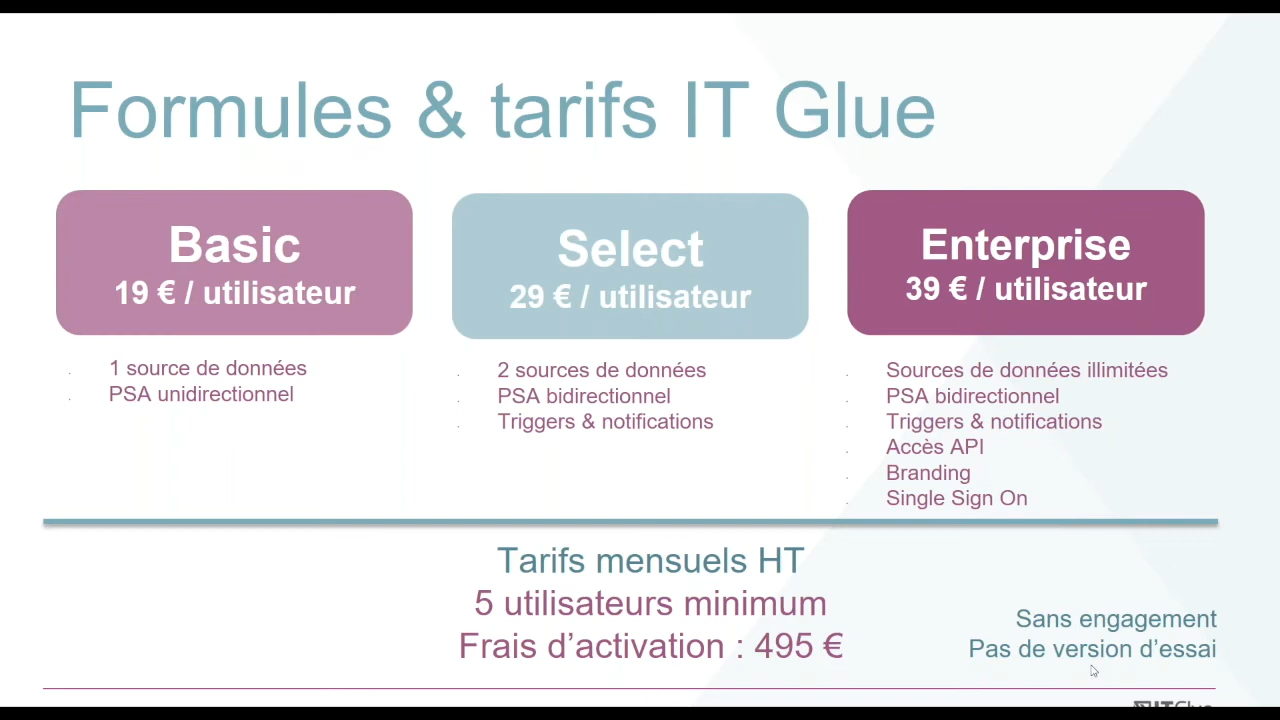 Formules & tarifs IT Glue
Basic
19 € / utilisateur
1 source de données
PSA unidirectionnel
Select
29 € / utilisateur
2 sources de données
PSA bidirectionnel
Triggers & notifications
Enterprise
39 € / utilisateur
Sources de données illimitées
PSA bidirectionnel
Triggers & notifications
Accès API
Branding
Single Sign On
Tarifs mensuels HT
5 utilisateurs minimum
Frais d’activation : 495 €
Sans engagement
Pas de version d’essai
ITGlue